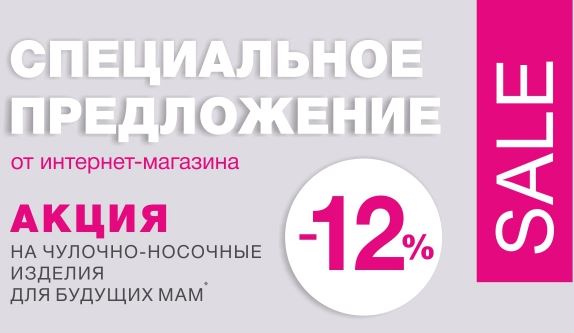 СПЕЦИАЛЬНОЕ
ПРЕДЛОЖЕНИЕ
от интернет-магазина
АКЦИЯ
НА ЧУЛОЧНО-НОСОЧНЫЕ
ИЗДЕЛИЯ
ДЛЯ БУДУЩИХ МАМ*
-12%
SALE